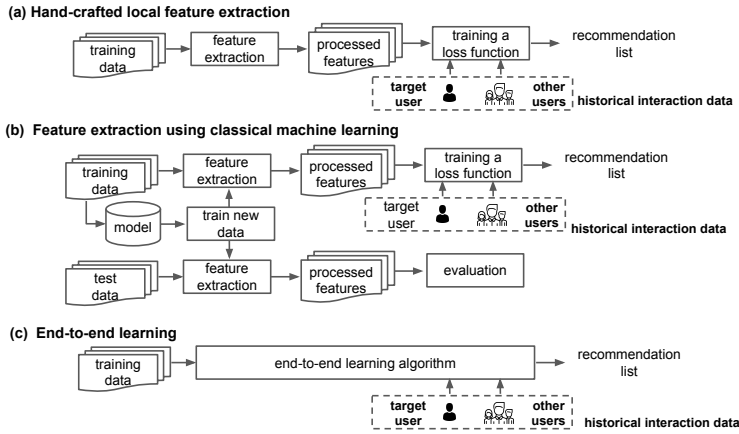 (a) Hand-crafted local feature extraction
training
data
feature
extraction
processed
features
training a
loss function
recommendation
list
target
user
other
users
historical interaction data
(b) Feature extraction using classical machine learning
training
data
feature
extraction
processed
features
training a
loss function
recommendation
list
target
user
other
users
historical interaction data
model
train new
data
test
data
feature
extraction
processed
features
evaluation
(c) End-to-end learning
training
data
end-to-end learning algorithm
recommendation
list
target
user
other
users
historical interaction data